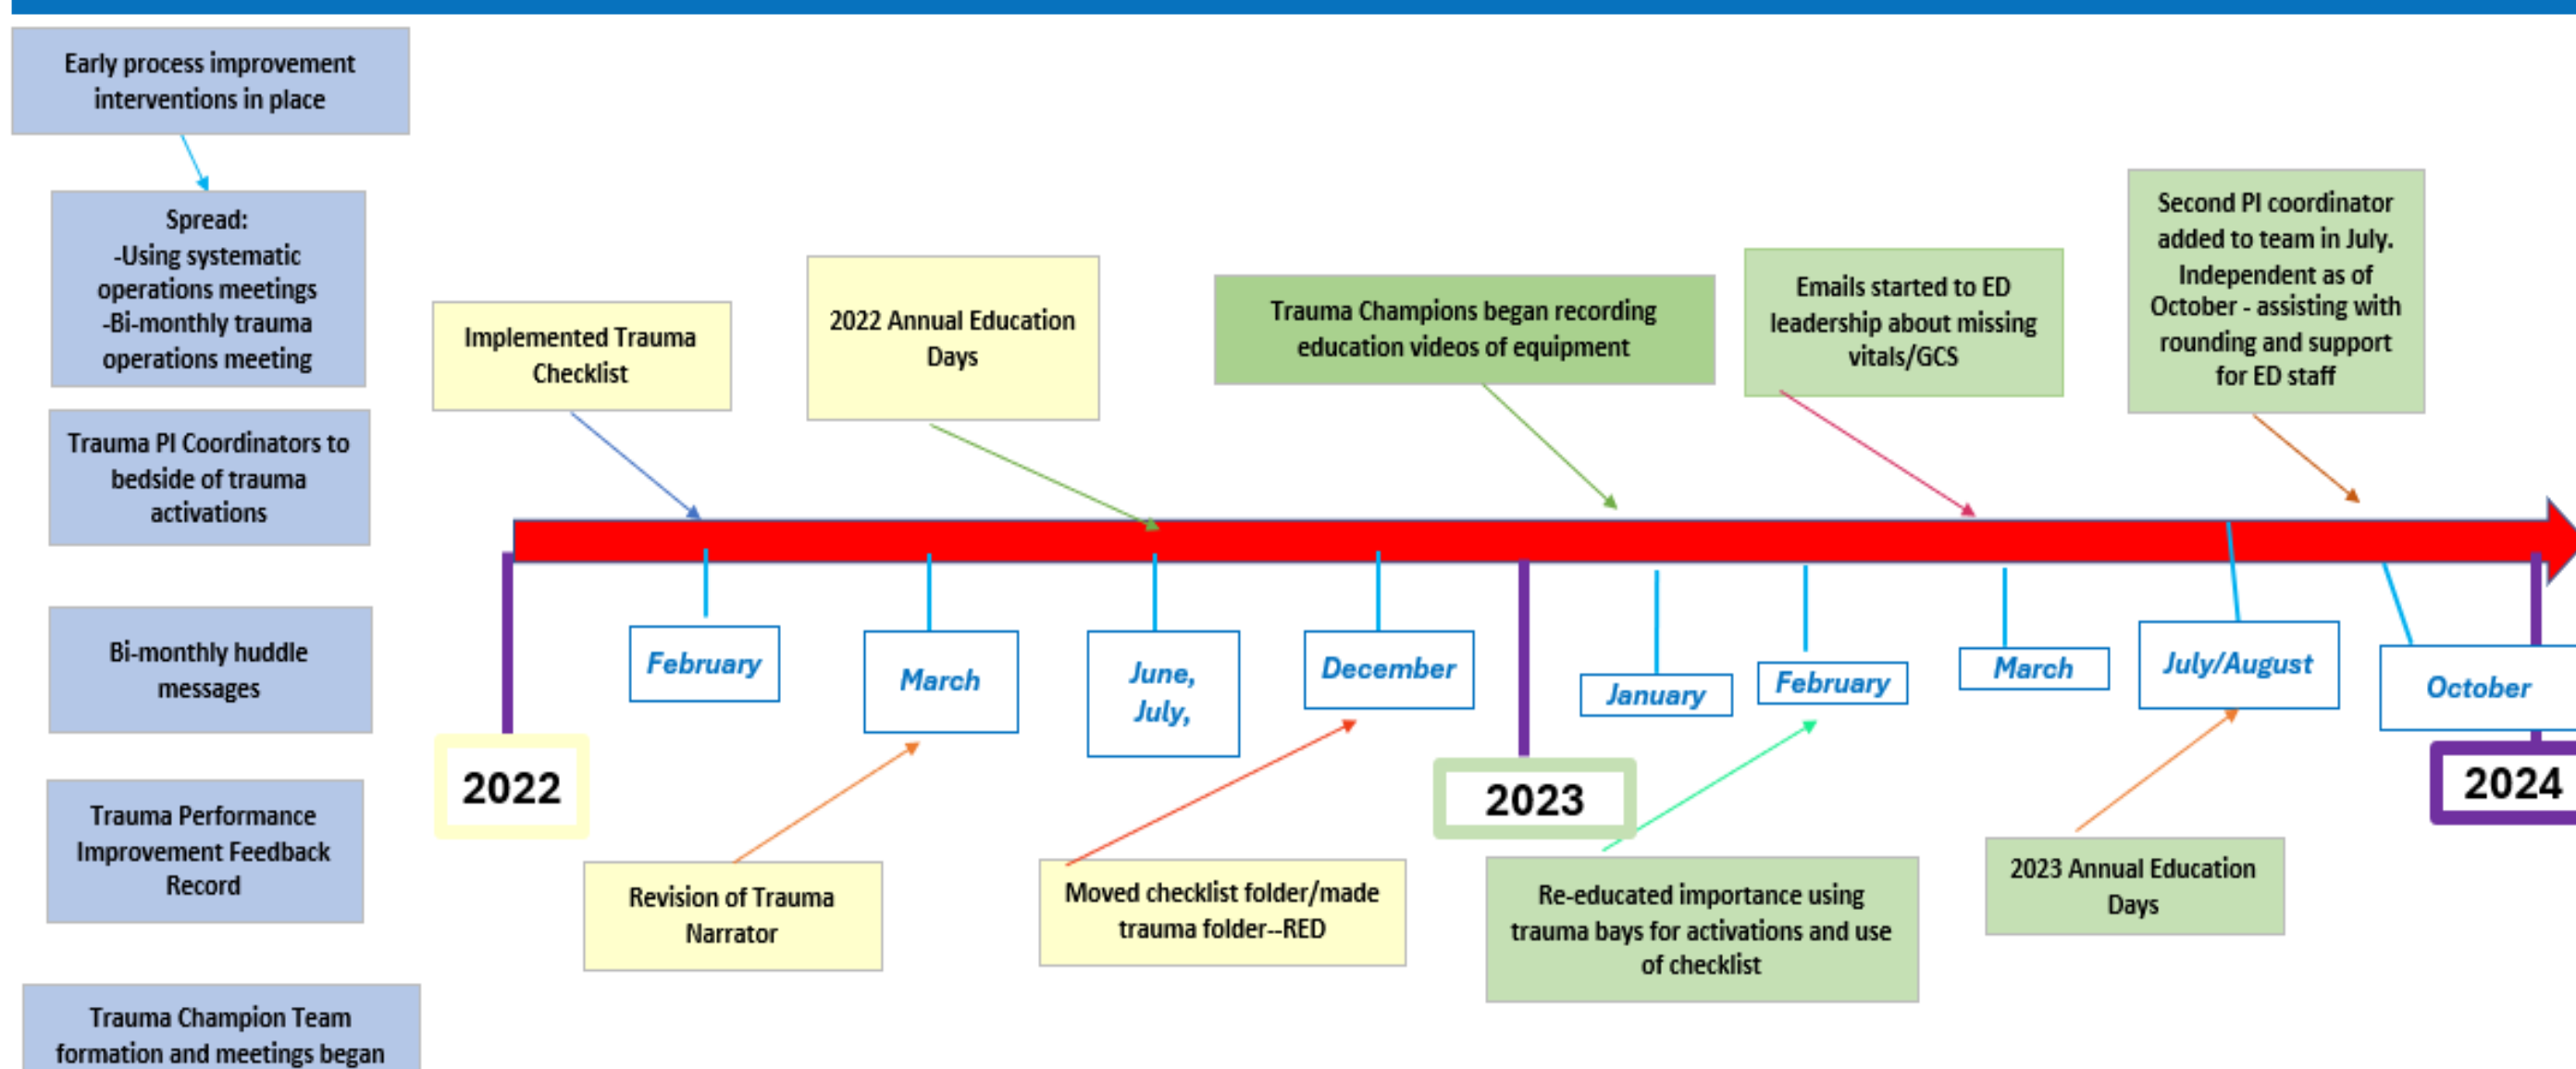 Early process improvement
interventions in place
Spread:
-Using systematic
operations meetings
-Bi-monthly trauma
operations meeting
Trauma PI Coordinators to
bedside of trauma
activations
Bi-monthly huddle
messages
Trauma Performance
Improvement Feedback
Record
Trauma Champion Team
formation and meetings began
Implemented Trauma
Checklist
2022 Annual Education
Days
Trauma Champions began recording
education videos of equipment
Emails started to ED
leadership about missing
vitals/GCS
Second PI coordinator
added to team in July.
Independent as of
October - assisting with
rounding and support
for ED staff
February
March
June,
July,
December
January
February
March
July/August
October
2022
2023
2024
Revision of Trauma
Narrator
Moved checklist folder/made
trauma folder--RED
Re-educated importance using
trauma bays for activations and use
of checklist
2023 Annual Education
Days